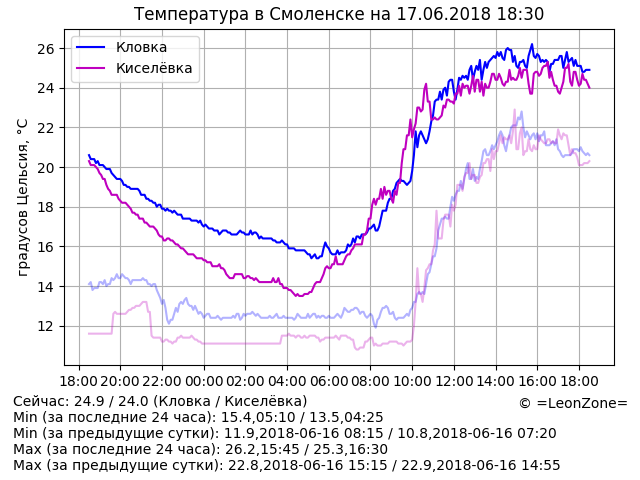 Температура в Смоленске на 17.06.2018 18:30
Кловка
Киселёвка
градусов Цельсия, °C
26
24
22
20
18
16
14
12
18:00 20:00 22:00 00:00 02:00 04:00 06:00 08:00 10:00 12:00 14:00 16:00 18:00
Сейчас: 24.9 / 24.0 (Кловка / Киселёвка)
© =LeonZone=
Min (за последние 24 часа): 15.4,05:10 / 13.5,04:25
Min (за предыдущие сутки): 11.9,2018-06-16 08:15 / 10.8,2018-06-16 07:20
Max (за последние 24 часа): 26.2,15:45 / 25.3,16:30
Max (за предыдущие сутки): 22.8,2018-06-16 15:15 / 22.9,2018-06-16 14:55